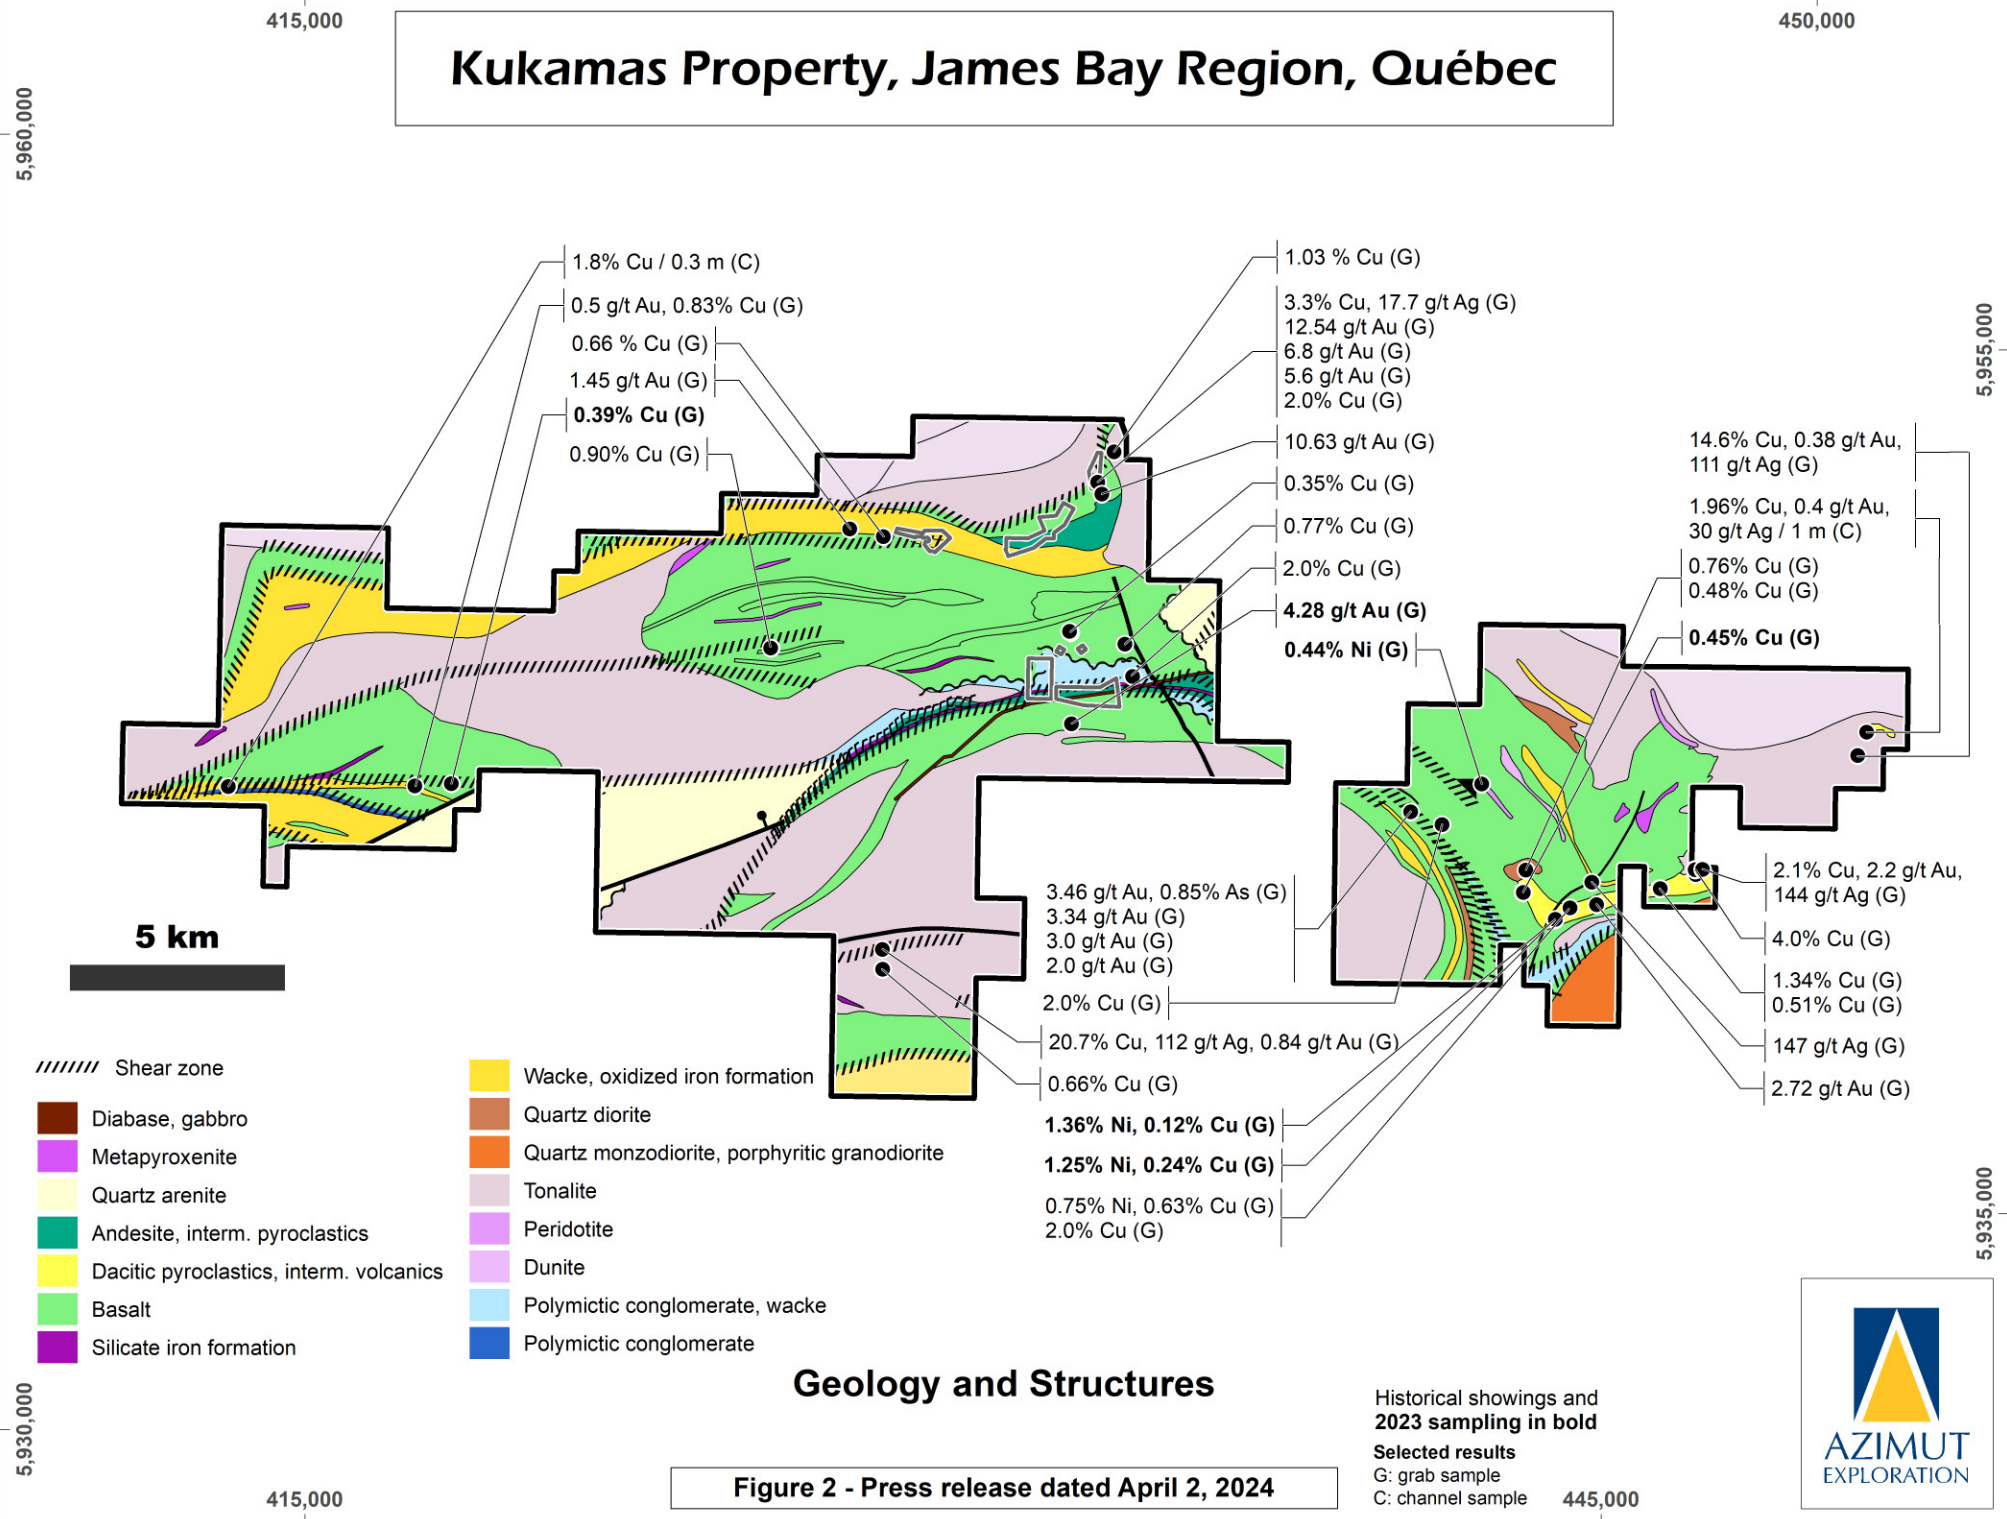 415,000
450,000
Kukamas Property, James Bay Region, Québec
5,960,000
5,955,000
1.8% Cu / 0.3 m (C)
0.5 g/t Au, 0.83% Cu (G)
0.66 % Cu (G)
1.45 g/t Au (G)
0.39% Cu (G)
0.90% Cu (G)
1.03 % Cu (G)
3.3% Cu, 17.7 g/t Ag (G)
12.54 g/t Au (G)
6.8 g/t Au (G)
5.6 g/t Au (G)
2.0% Cu (G)
10.63 g/t Au (G)
0.35% Cu (G)
0.77% Cu (G)
2.0% Cu (G)
4.28 g/t Au (G)
0.44% Ni (G)
14.6% Cu, 0.38 g/t Au,
111 g/t Ag (G)
1.96% Cu, 0.4 g/t Au,
30 g/t Ag / 1 m (C)
0.76% Cu (G)
0.48% Cu (G)
0.45% Cu (G)
2.1% Cu, 2.2 g/t Au,
144 g/t Ag (G)
4.0% Cu (G)
1.34% Cu (G)
0.51% Cu (G)
147 g/t Ag (G)
2.72 g/t Au (G)
3.46 g/t Au, 0.85% As (G)
3.34 g/t Au (G)
3.0 g/t Au (G)
2.0 g/t Au (G)
2.0% Cu (G)
20.7% Cu, 112 g/t Ag, 0.84 g/t Au (G)
0.66% Cu (G)
1.36% Ni, 0.12% Cu (G)
1.25% Ni, 0.24% Cu (G)
0.75% Ni, 0.63% Cu (G)
2.0% Cu (G)
5 km
Shear zone
Diabase, gabbro
Metapyroxenite
Quartz arenite
Andesite, interm. pyroclastics
Dacitic pyroclastics, interm. volcanics
Basalt
Silicate iron formation
Wacke, oxidized iron formation
Quartz diorite
Quartz monzodiorite, porphyritic granodiorite
Tonalite
Peridotite
Dunite
Polymictic conglomerate, wacke
Polymictic conglomerate
5,935,000
5,930,000
Geology and Structures
Historical showings and
2023 sampling in bold
Selected results
G: grab sample
C: channel sample
Figure 2 - Press release dated April 2, 2024
AZIMUT
EXPLORATION
415,000
445,000